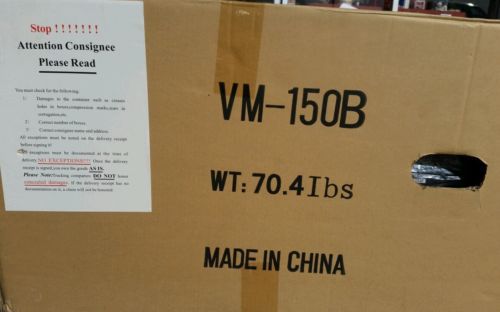 Stop ! ! ! ! ! ! !
Attention Consignee
Please Read
You must check for the following:
1: Damages to the container such as creases
holes in boxes,compression marks,tears in
corrugation,etc.
2: Correct number of boxes.
3: Correct consignee name and address.
All exceptions must be noted on the delivery receipt
before signing it!
All exceptions must be documented at the time of
delivery NO EXCEPTIONS!!! Once the delivery
receipt is signed,you own the goods AS IS.
Please Note:Trucking companies DO NOT honor
concealed damages. If the delivery receipt has no
documentation on it, a claim will not be honored
VM-150B
WT: 70.4Ibs
MADE IN CHINA